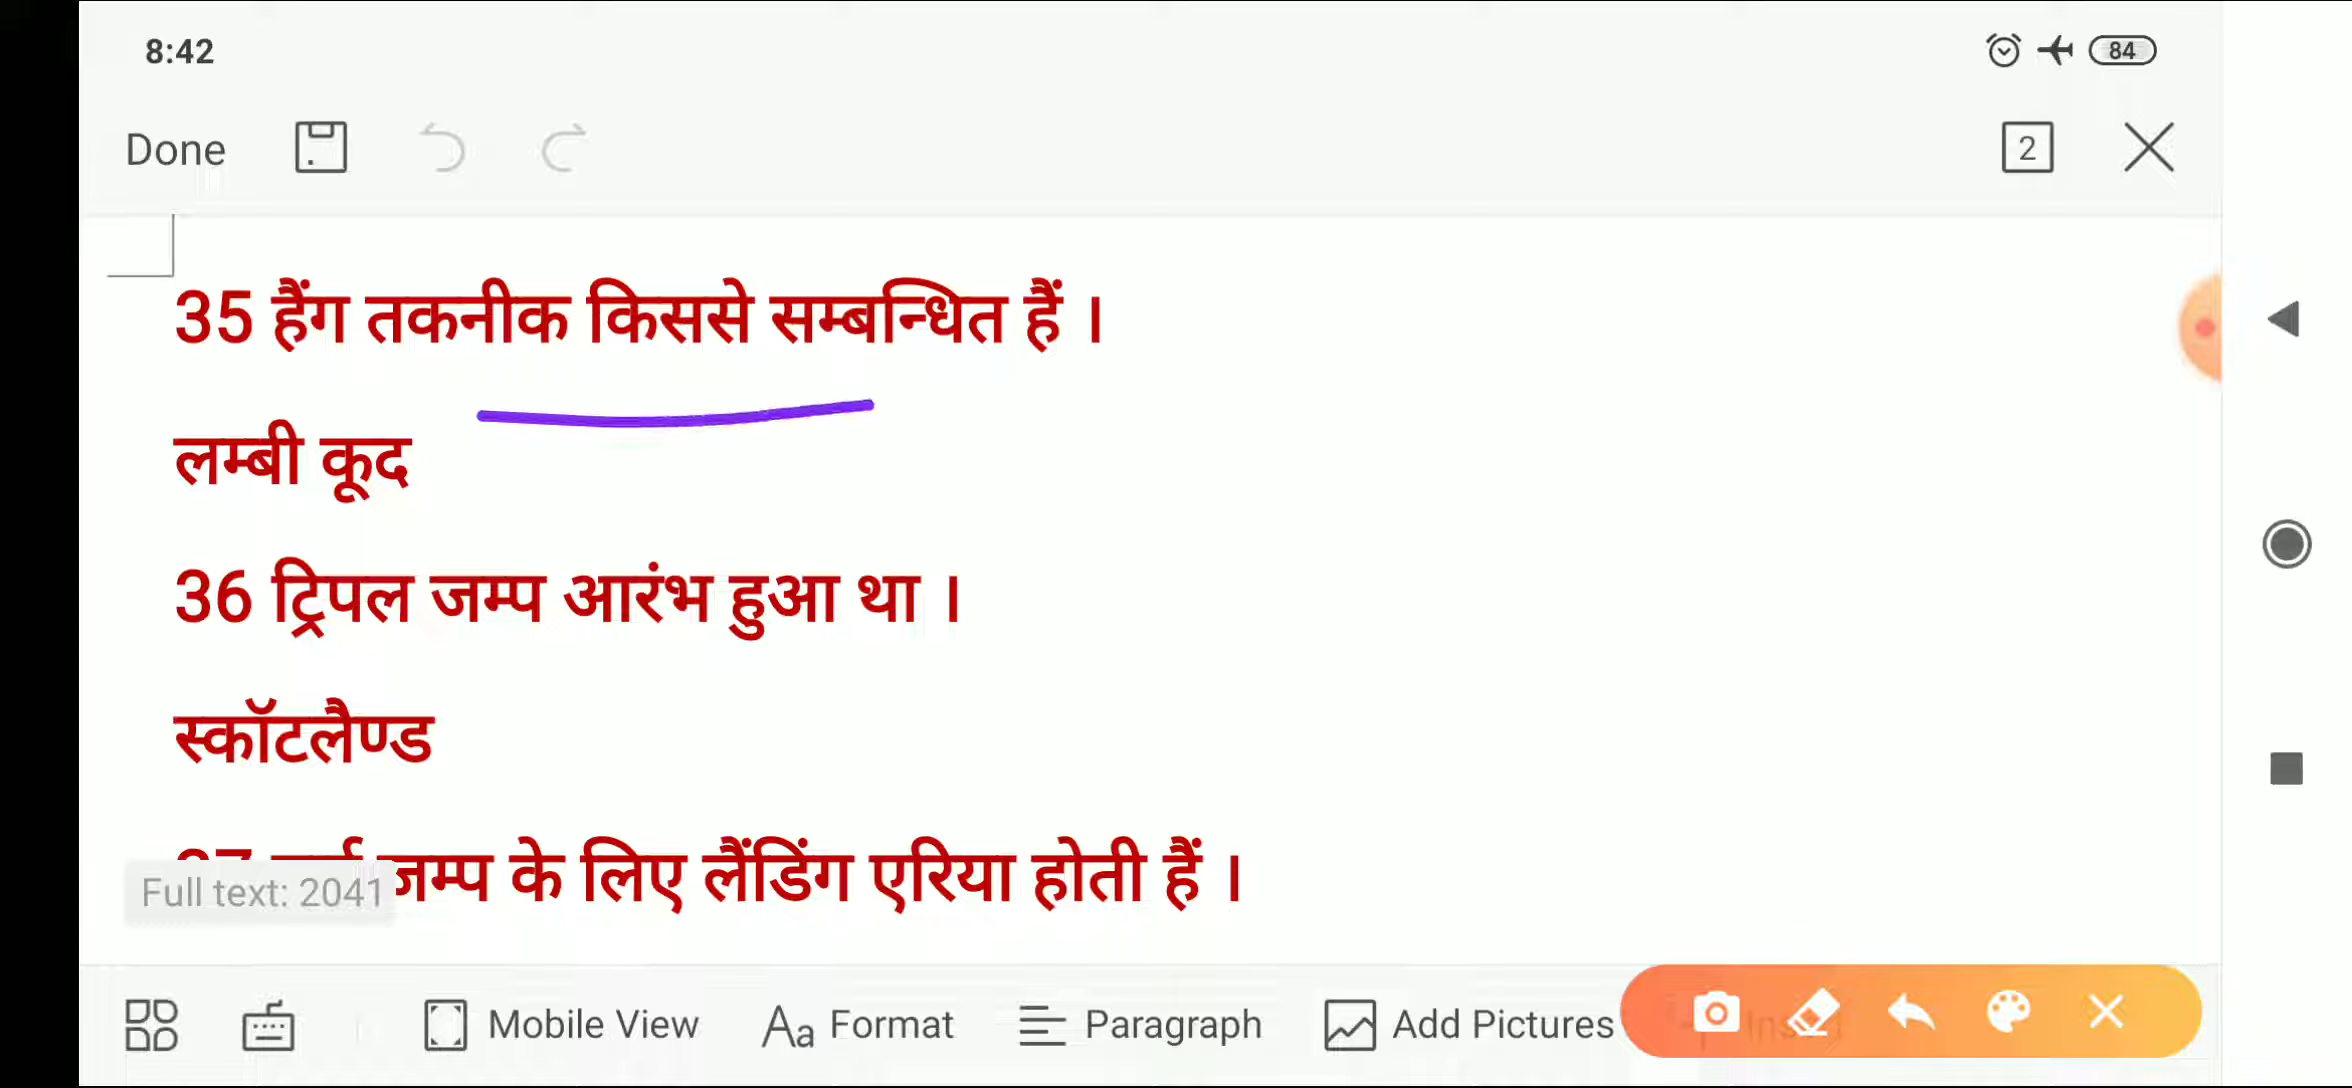 8:42
84
Done
2
35 हैंग तकनीक किससे सम्बन्धित हैं ।
लम्बी कूद
36 ट्रिपल जम्प आरंभ हुआ था ।
स्कॉटलैण्ड
जम्प के लिए लैंडिंग एरिया होती हैं ।
Full text: 2041
Mobile View
Aa Format
Paragraph
Add Pictures